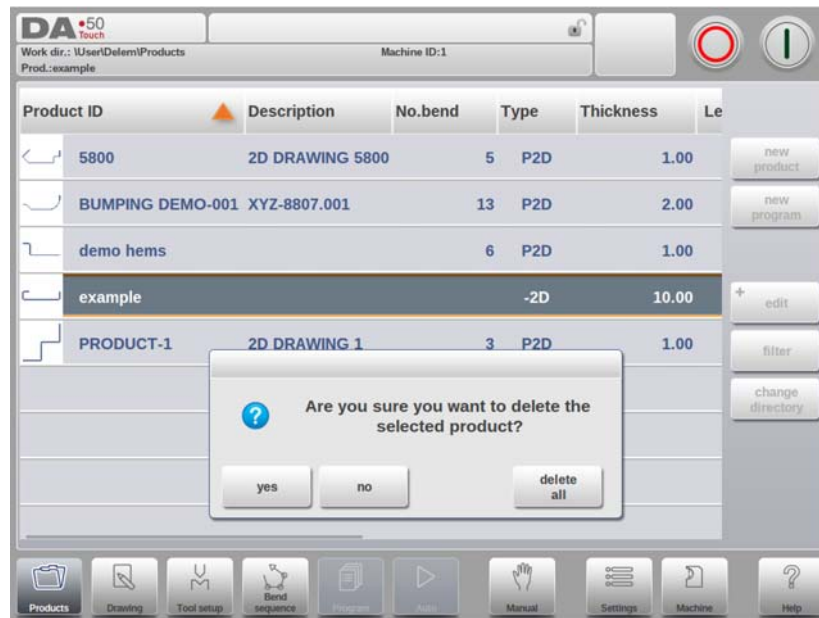 DA •50
Touch
Work dir.: \User\Delem\Products
Machine ID:1
Prod.:example
Product ID Description No.bend Type Thickness Le
5800 2D DRAWING 5800 5 P2D 1.00
BUMPING DEMO-001 XYZ-8807.001 13 P2D 2.00
demo hems 6 P2D 1.00
example -2D 10.00
PRODUCT-1 2D DRAWING 1 3 P2D 1.00
new
product
new
program
+
edit
filter
change
directory
Are you sure you want to delete the
selected product?
yes
no
delete
all
Products
Drawing
Tool setup
Bend
sequence
Program
Auto
Manual
Settings
Machine
Help